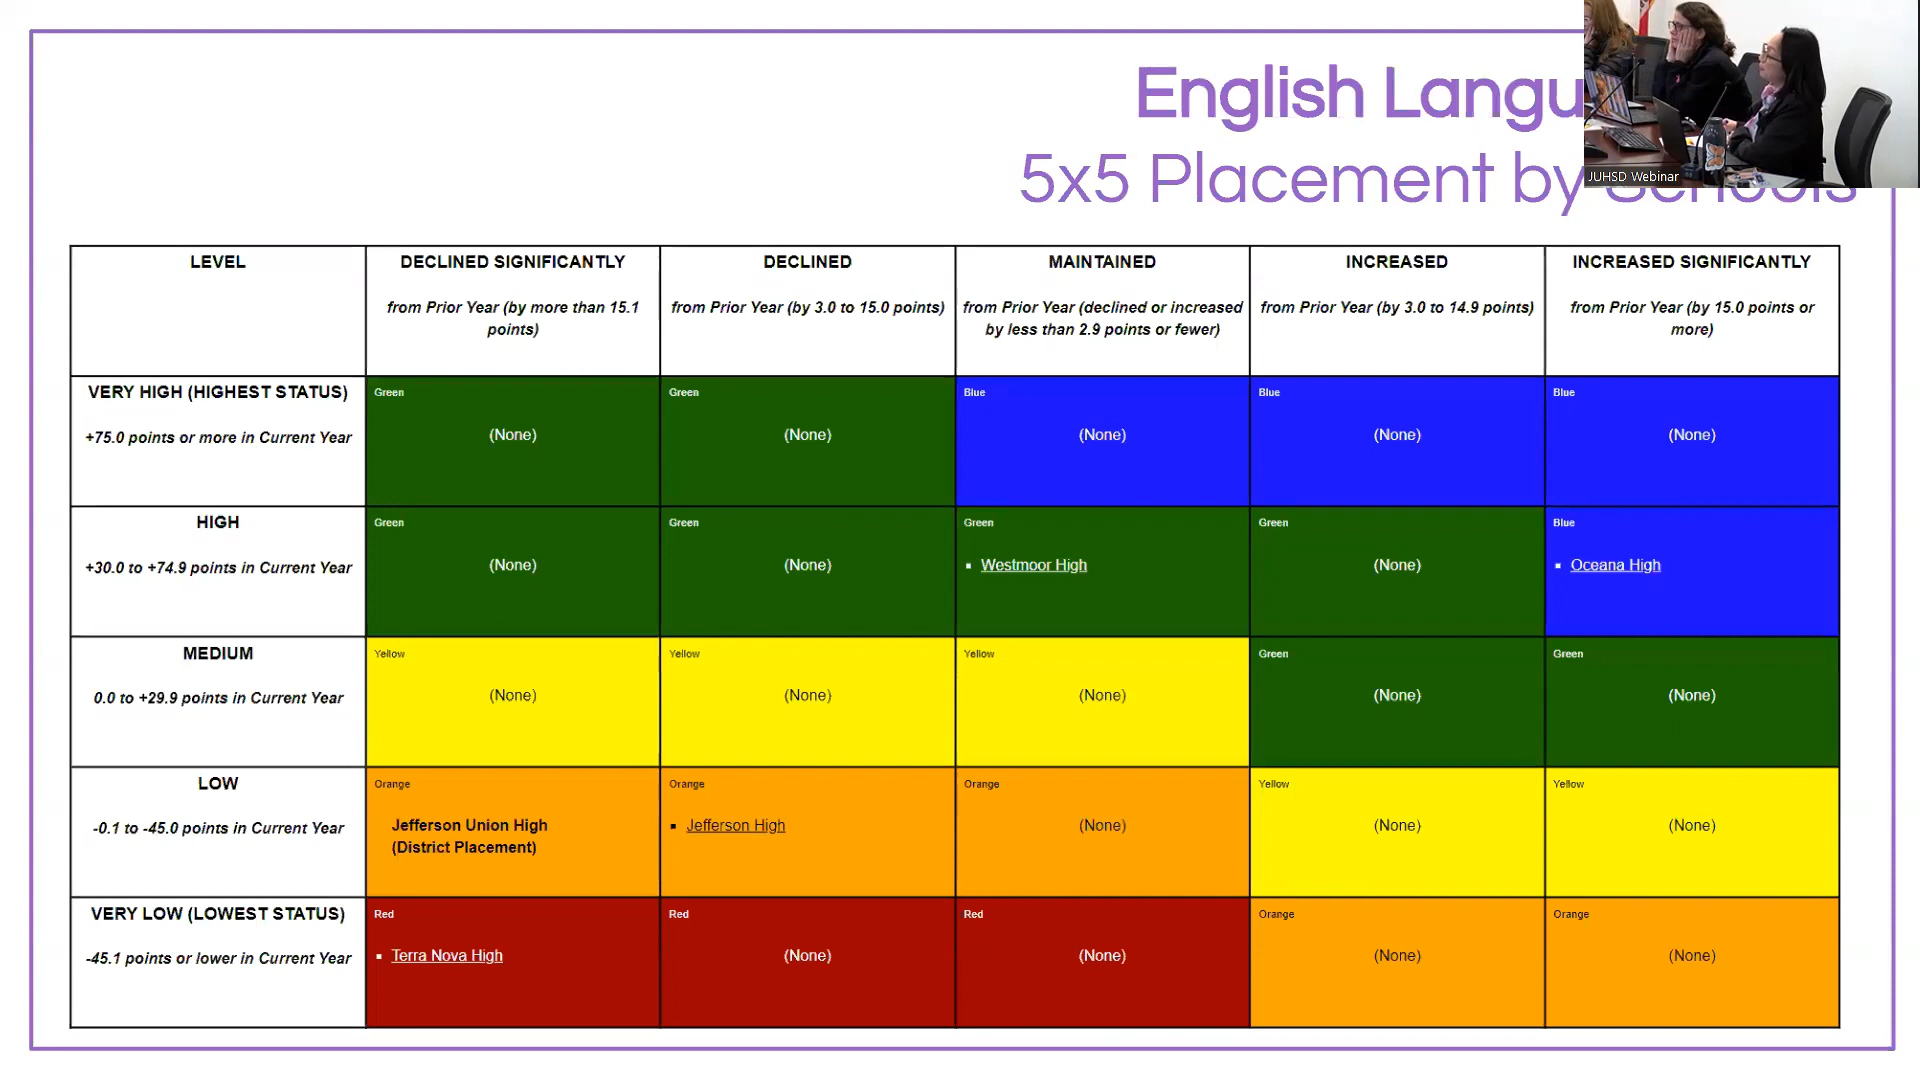 English Langu
5x5 Placement by Schools
JUHSD Webinar
LEVEL
DECLINED SIGNIFICANTLY
from Prior Year (by more than 15.1
points)
DECLINED
from Prior Year (by 3.0 to 15.0 points)
MAINTAINED
from Prior Year (declined or increased
by less than 2.9 points or fewer)
INCREASED
from Prior Year (by 3.0 to 14.9 points)
INCREASED SIGNIFICANTLY
from Prior Year (by 15.0 points or
more)
VERY HIGH (HIGHEST STATUS)
+75.0 points or more in Current Year
Green
(None)
Green
(None)
Blue
(None)
Blue
(None)
Blue
(None)
HIGH
+30.0 to +74.9 points in Current Year
Green
(None)
Green
(None)
Green
▪ Westmoor High
Green
(None)
Blue
▪ Oceana High
MEDIUM
0.0 to +29.9 points in Current Year
Yellow
(None)
Yellow
(None)
Yellow
(None)
Green
(None)
Green
(None)
LOW
-0.1 to -45.0 points in Current Year
Orange
Jefferson Union High
(District Placement)
Orange
▪ Jefferson High
Orange
(None)
Yellow
(None)
Yellow
(None)
VERY LOW (LOWEST STATUS)
-45.1 points or lower in Current Year
Red
▪ Terra Nova High
Red
(None)
Red
(None)
Orange
(None)
Orange
(None)